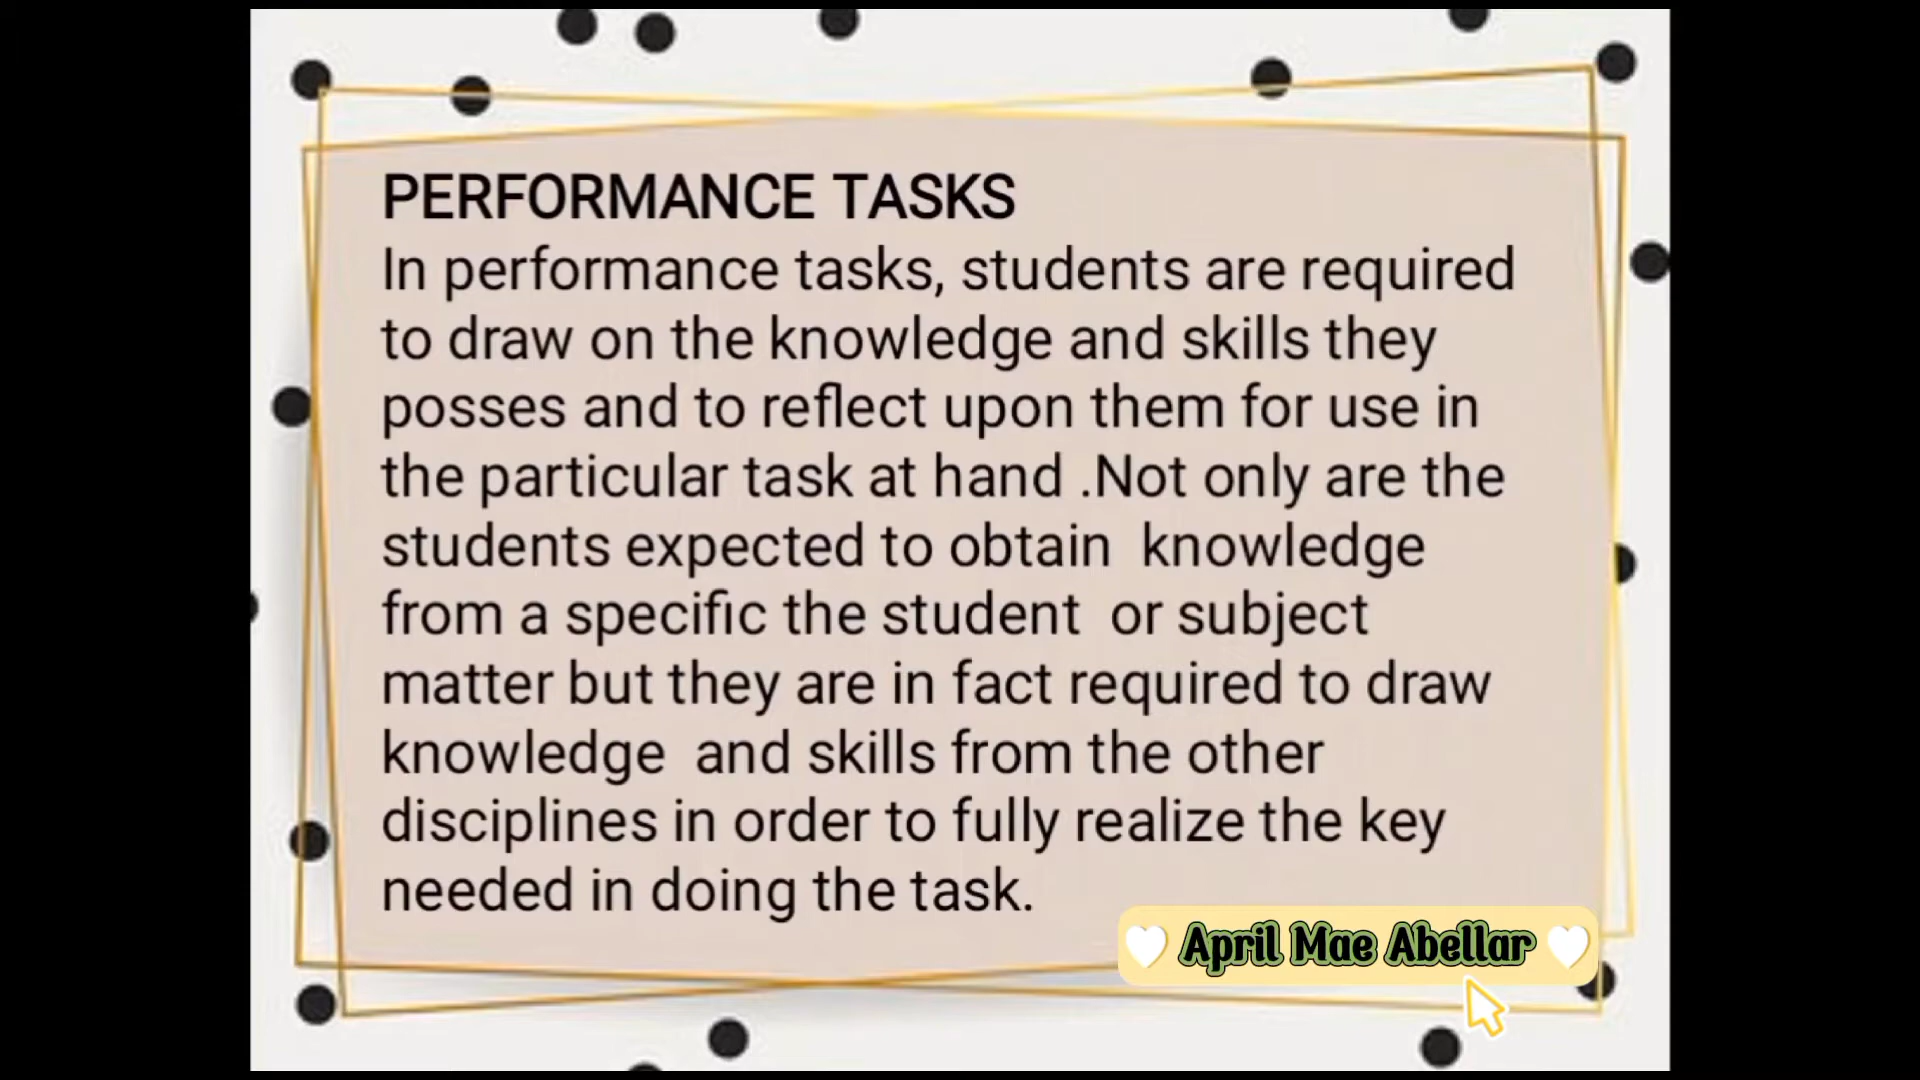 PERFORMANCE TASKS
In performance tasks, students are required
to draw on the knowledge and skills they
posses and to reflect upon them for use in
the particular task at hand .Not only are the
students expected to obtain  knowledge
from a specific the student  or subject
matter but they are in fact required to draw
knowledge  and skills from the other
disciplines in order to fully realize the key
needed in doing the task.
April Mae Abellar